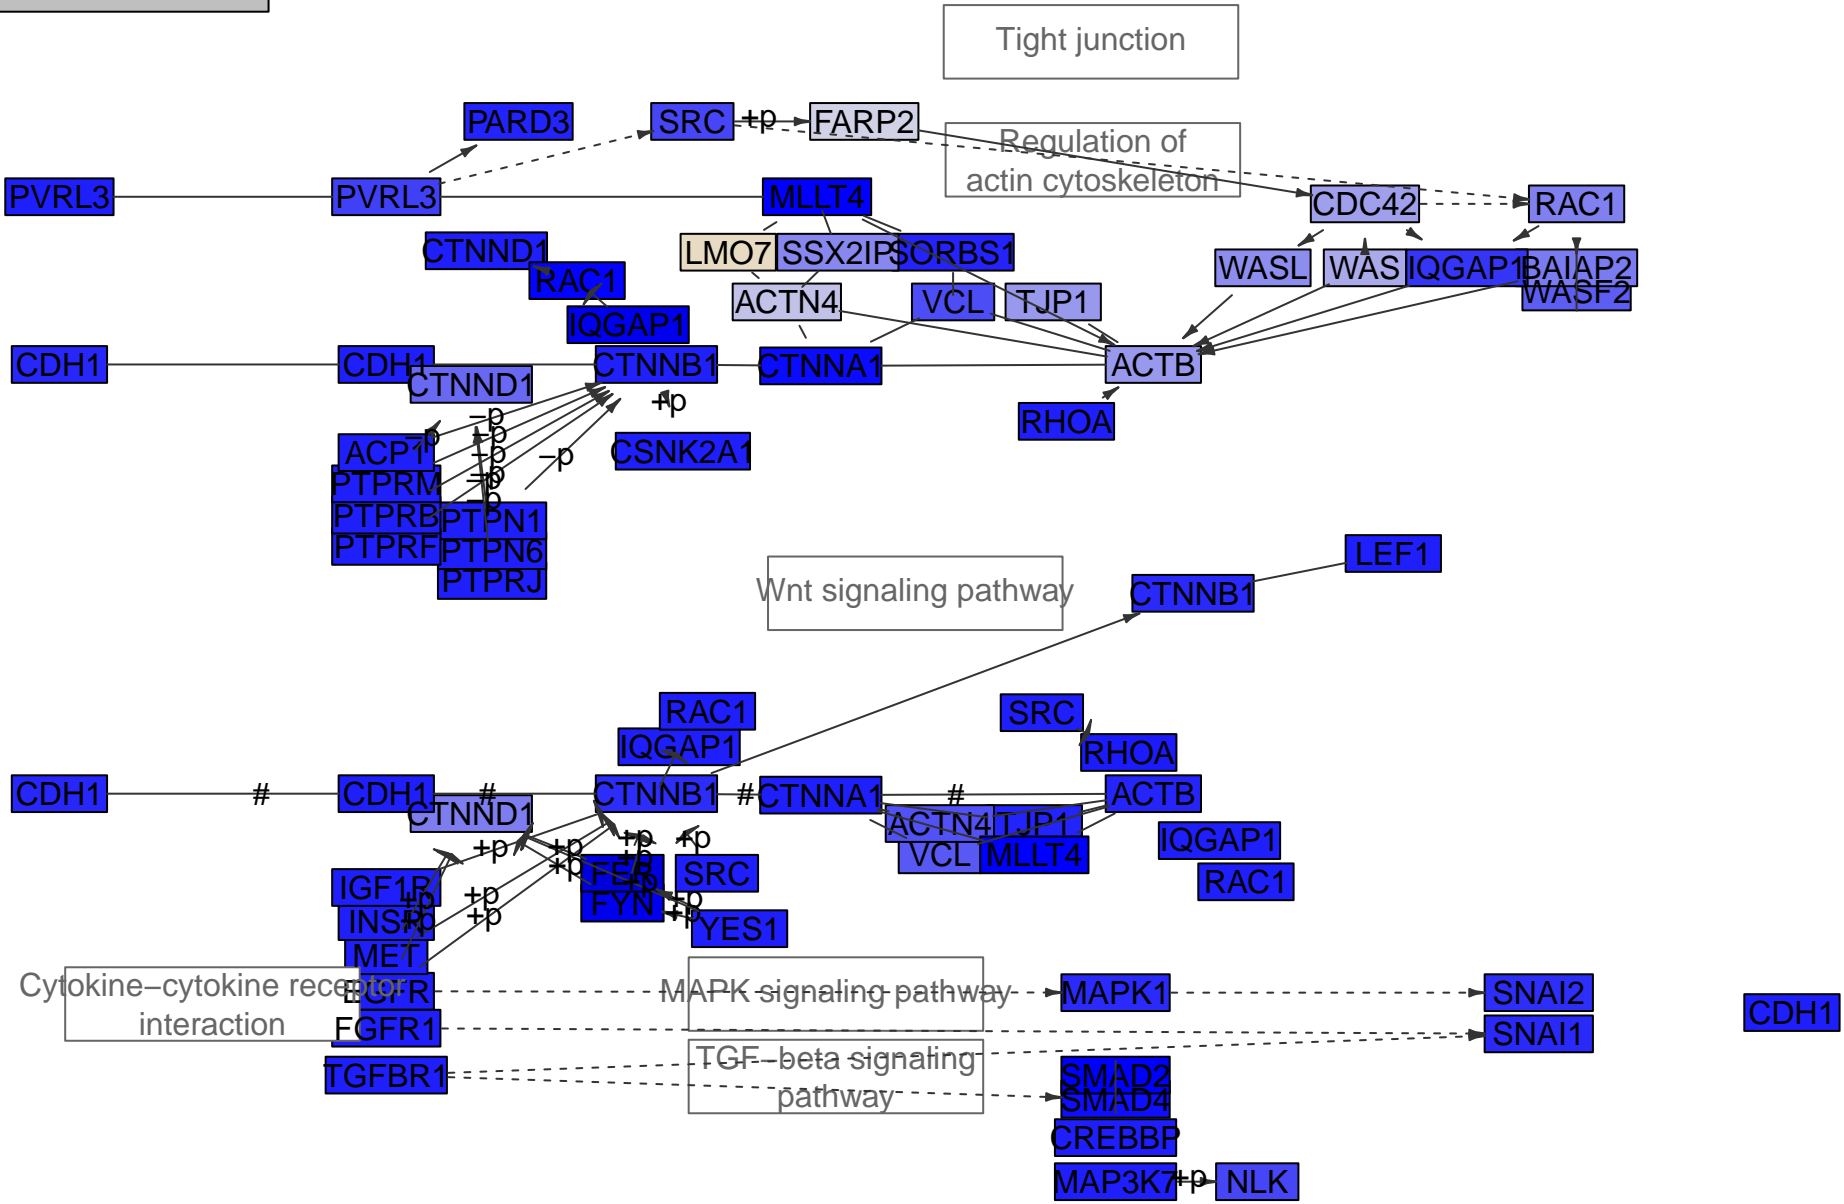 Tight junction
PARD3
SRC
+p
FARP2
Regulation of
actin cytoskeleton
PVRL3
PVRL3
MLLT4
CDC42
RAC1
CTNND1
LMO7
SSX2IP
SORBS1
WASL
WAS
IQGAP1
BAIAP2
RAC1
WASF2
ACTN4
VCL
TJP1
IQGAP1
CDH1
CDH1
CTNNB1
CTNNA1
ACTB
CTNND1
+p
RHOA
–p
–p
–p
–p
ACP1
–p
CSNK2A1
–p
PTPRM
–p
–p
PTPRB
PTPN1
PTPRF
PTPN6
PTPRJ
LEF1
Wnt signaling pathway
CTNNB1
RAC1
SRC
IQGAP1
RHOA
CDH1
#
CDH1
#
CTNNB1
#
CTNNA1
#
ACTB
CTNND1
ACTN4
TJP1
IQGAP1
+p
+p
+p
+p
VCL
MLLT4
+p
+p
FER
SRC
RAC1
IGF1R
+p
+p
+p
+p
FYN
+p
INSR
+p
+p
+p
YES1
MET
Cytokine–cytokine receptor
interaction
EGFR
MAPK signaling pathway
MAPK1
SNAI2
CDH1
FGFR1
SNAI1
TGF–beta signaling
pathway
TGFBR1
SMAD2
SMAD4
CREBBP
MAP3K7
+p
NLK